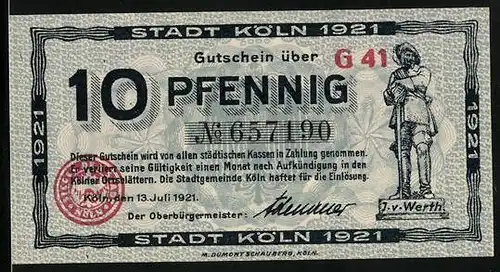 STADT KÖLN 1921
Gutschein über
G 41
10 PFENNIG
№ 657190
Dieser Gutschein wird von allen städtischen Kassen in Zahlung genommen.
Er verliert seine Gültigkeit einen Monat nach Aufkündigung in den
Kölner Ortsblättern. Die Stadtgemeinde Köln haftet für die Einlösung.
Köln, den 13. Juli 1921.
Der Oberbürgermeister:
J.v.Werth.
1921
1921
STADT KÖLN 1921
M. DUMONT SCHAUBERG, KÖLN.